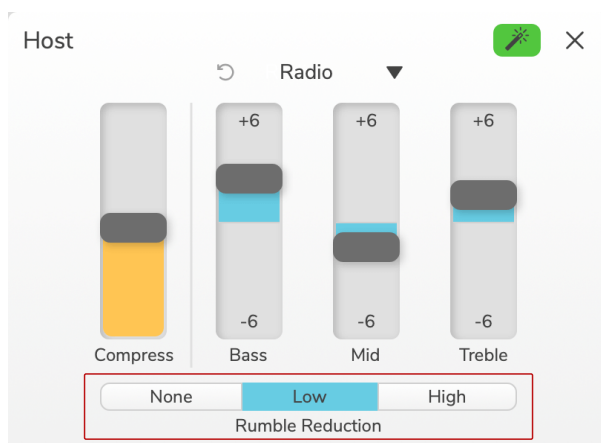 Host
Radio
+6 +6 +6
-6 -6 -6
Compress Bass Mid Treble
None Low High
Rumble Reduction